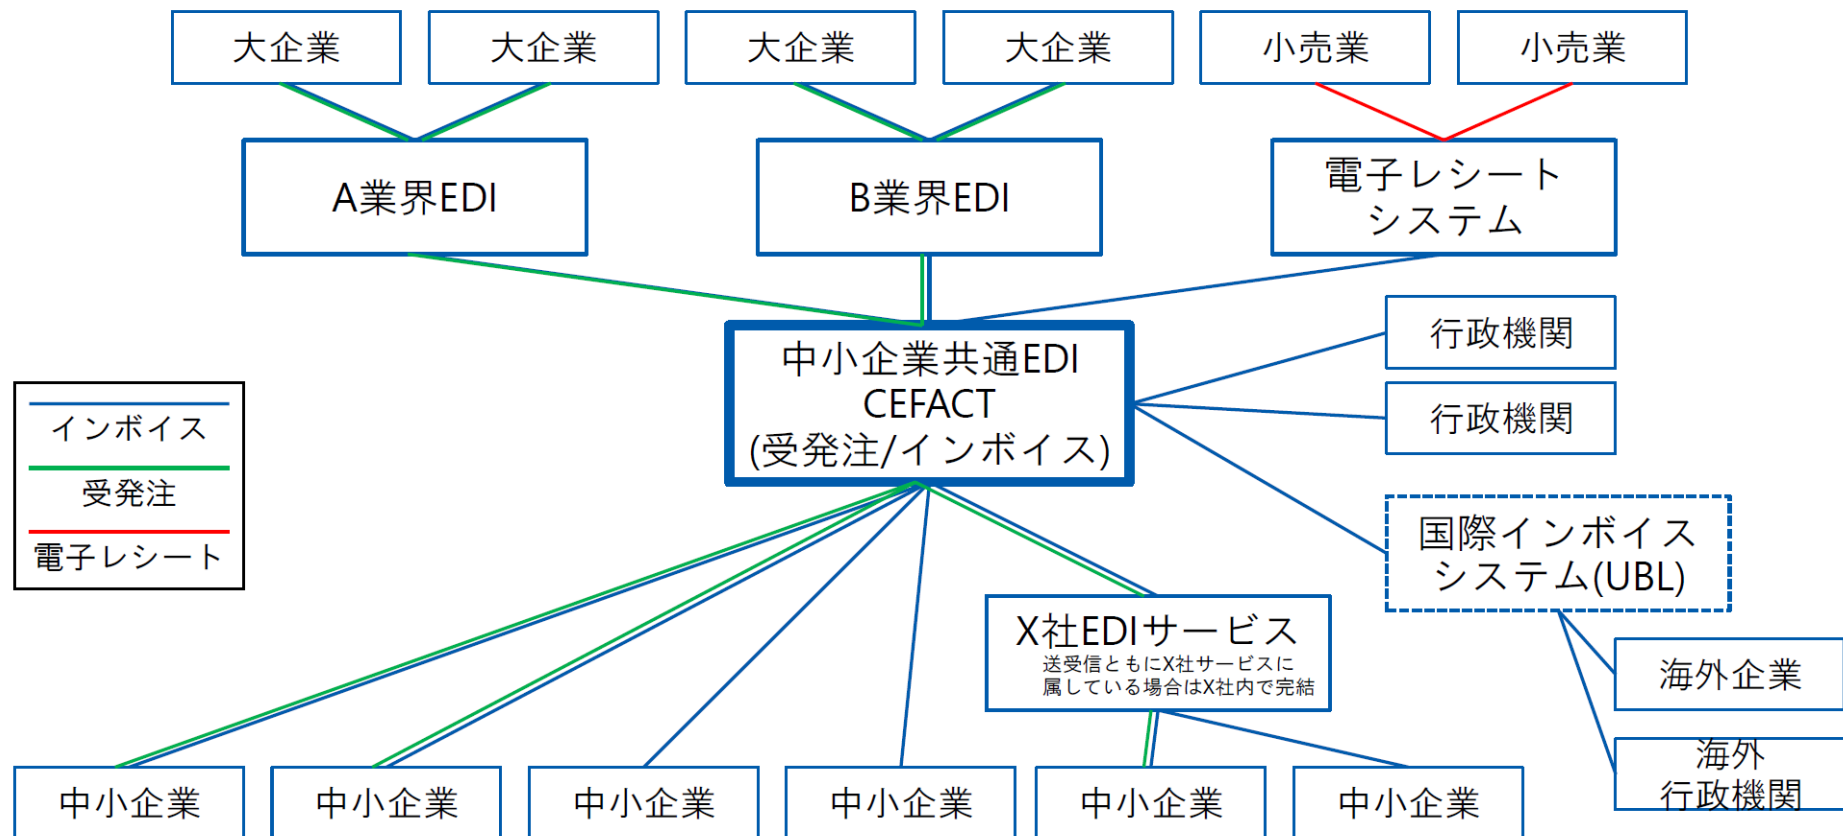 大企業
大企業
大企業
大企業
小売業
小売業
A業界EDI
B業界EDI
電子レシート
システム
中小企業共通EDI
CEFACT
(受発注/インボイス)
行政機関
行政機関
インボイス
受発注
電子レシート
国際インボイス
システム(UBL)
X社EDIサービス
送受信ともにX社サービスに
属している場合はX社内で完結
海外企業
海外
行政機関
中小企業
中小企業
中小企業
中小企業
中小企業
中小企業